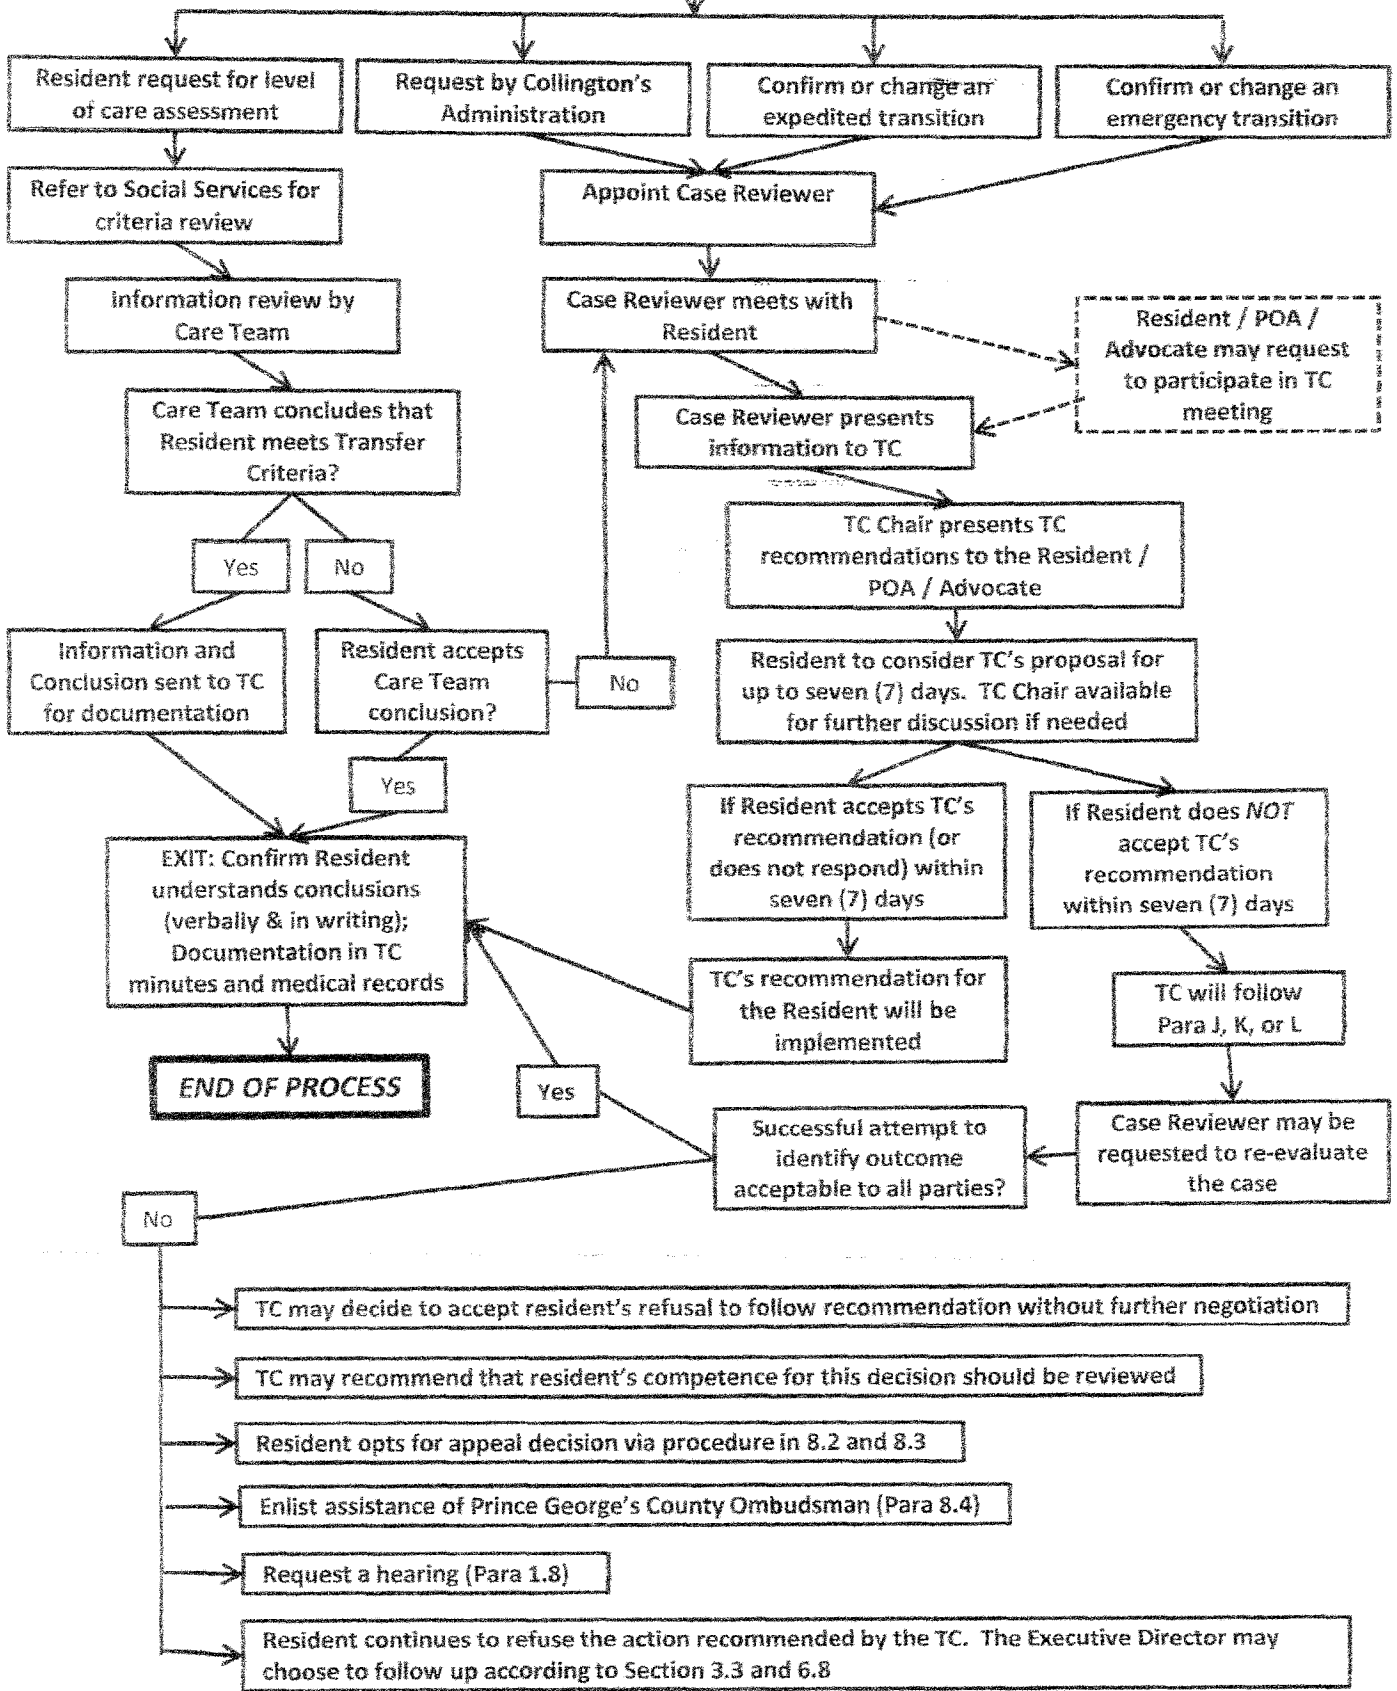 Resident request for level
of care assessment
Request by Collington's
Administration
Confirm or change an
expedited transition
Confirm or change an
emergency transition
Refer to Social Services for
criteria review
Appoint Case Reviewer
Information review by
Care Team
Case Reviewer meets with
Resident
Resident / POA /
Advocate may request
to participate in TC
meeting
Care Team concludes that
Resident meets Transfer
Criteria?
Case Reviewer presents
information to TC
Yes
No
TC Chair presents TC
recommendations to the Resident /
POA / Advocate
Information and
Conclusion sent to TC
for documentation
Resident accepts
Care Team
conclusion?
No
Resident to consider TC's proposal for
up to seven (7) days. TC Chair available
for further discussion if needed
Yes
If Resident accepts TC's
recommendation (or
does not respond) within
seven (7) days
If Resident does NOT
accept TC's
recommendation
within seven (7) days
EXIT: Confirm Resident
understands conclusions
(verbally & in writing);
Documentation in TC
minutes and medical records
TC's recommendation for
the Resident will be
implemented
TC will follow
Para J, K, or L
END OF PROCESS
Yes
Successful attempt to
identify outcome
acceptable to all parties?
Case Reviewer may be
requested to re-evaluate
the case
No
TC may decide to accept resident's refusal to follow recommendation without further negotiation
TC may recommend that resident's competence for this decision should be reviewed
Resident opts for appeal decision via procedure in 8.2 and 8.3
Enlist assistance of Prince George's County Ombudsman (Para 8.4)
Request a hearing (Para 1.8)
Resident continues to refuse the action recommended by the TC. The Executive Director may
choose to follow up according to Section 3.3 and 6.8